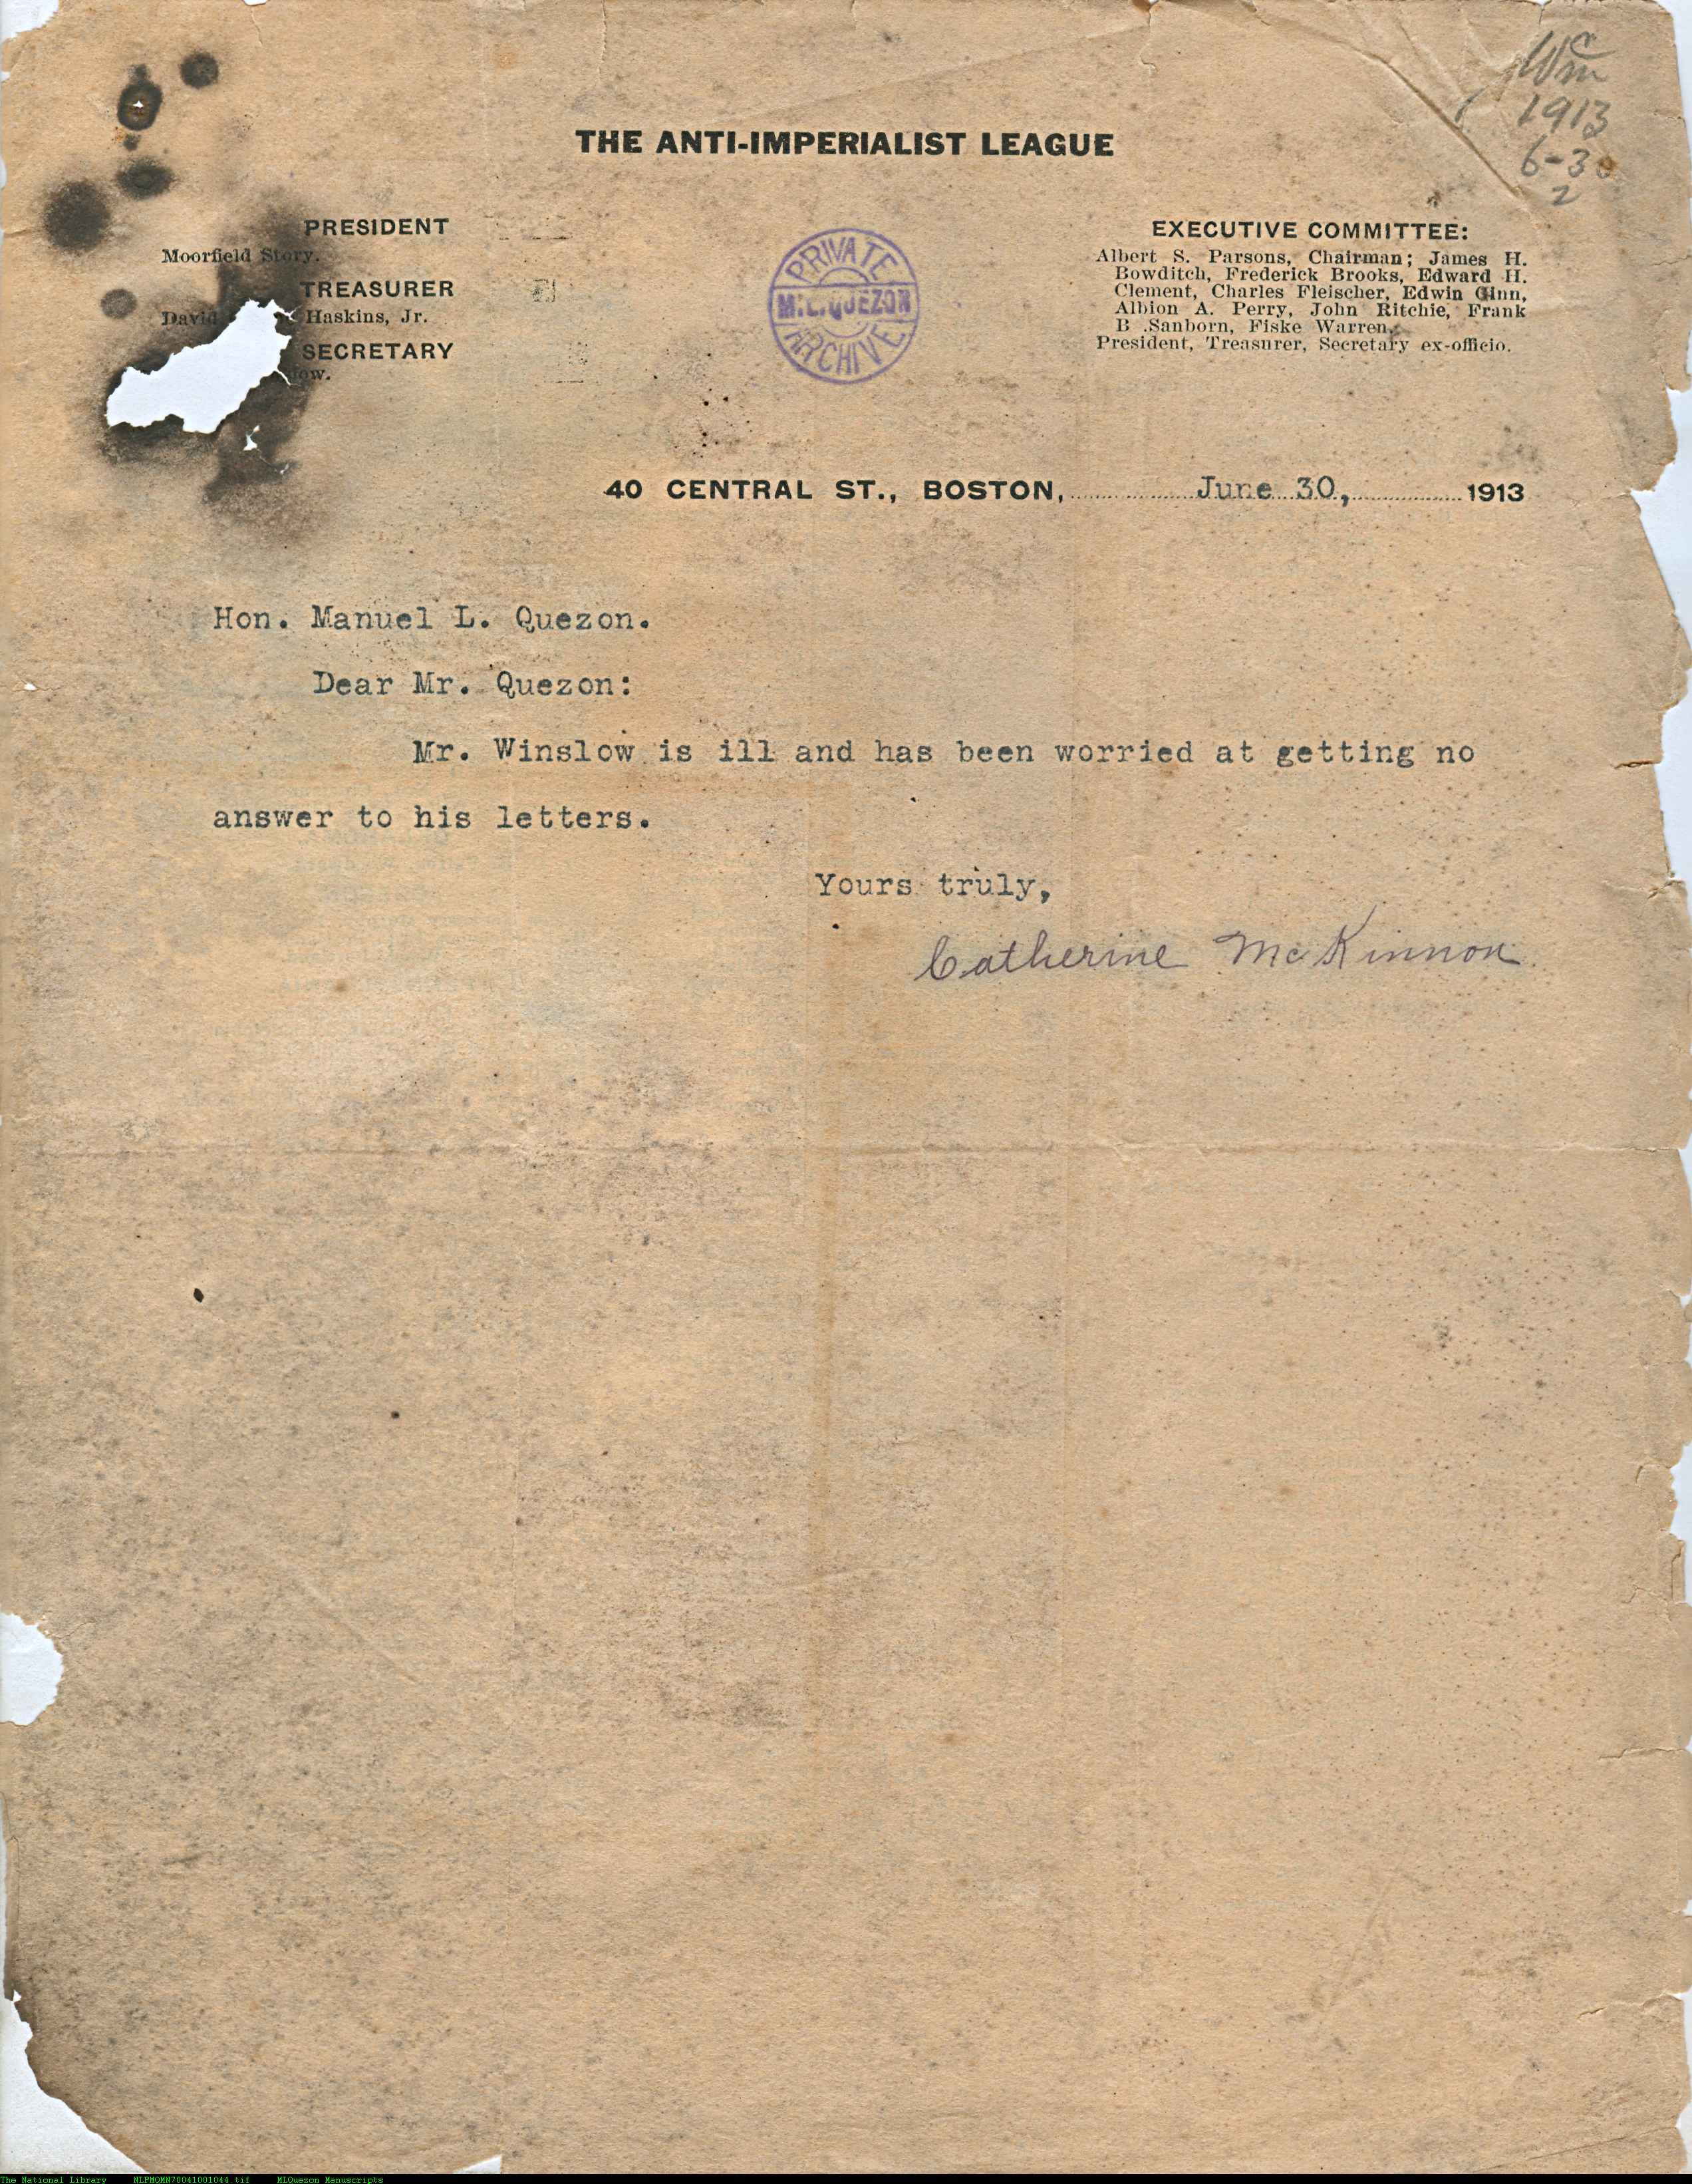 Wm c
1913
6-30
2
THE ANTI-IMPERIALIST LEAGUE
PRESIDENT
Moorfield Story.
TREASURER
David Haskins, Jr.
SECRETARY
low.
PRIVATE
M.L.QUEZON
ARCHIVE
EXECUTIVE COMMITTEE:
Albert S. Parsons, Chairman; James H.
Bowditch, Frederick Brooks, Edward H.
Clement, Charles Fleischer, Edwin Ginn,
Albion A. Perry, John Ritchie, Frank
B .Sanborn, Fiske Warren,
President, Treasurer, Secretary ex-officio.
40 CENTRAL ST., BOSTON, June 30, 1913
Hon. Manuel L. Quezon.
Dear Mr. Quezon:
Mr. Winslow is ill and has been worried at getting no
answer to his letters.
Yours truly,
Catherine McKinnon
The National Library NLPMQMN70041001044.tif MLQuezon Manuscripts